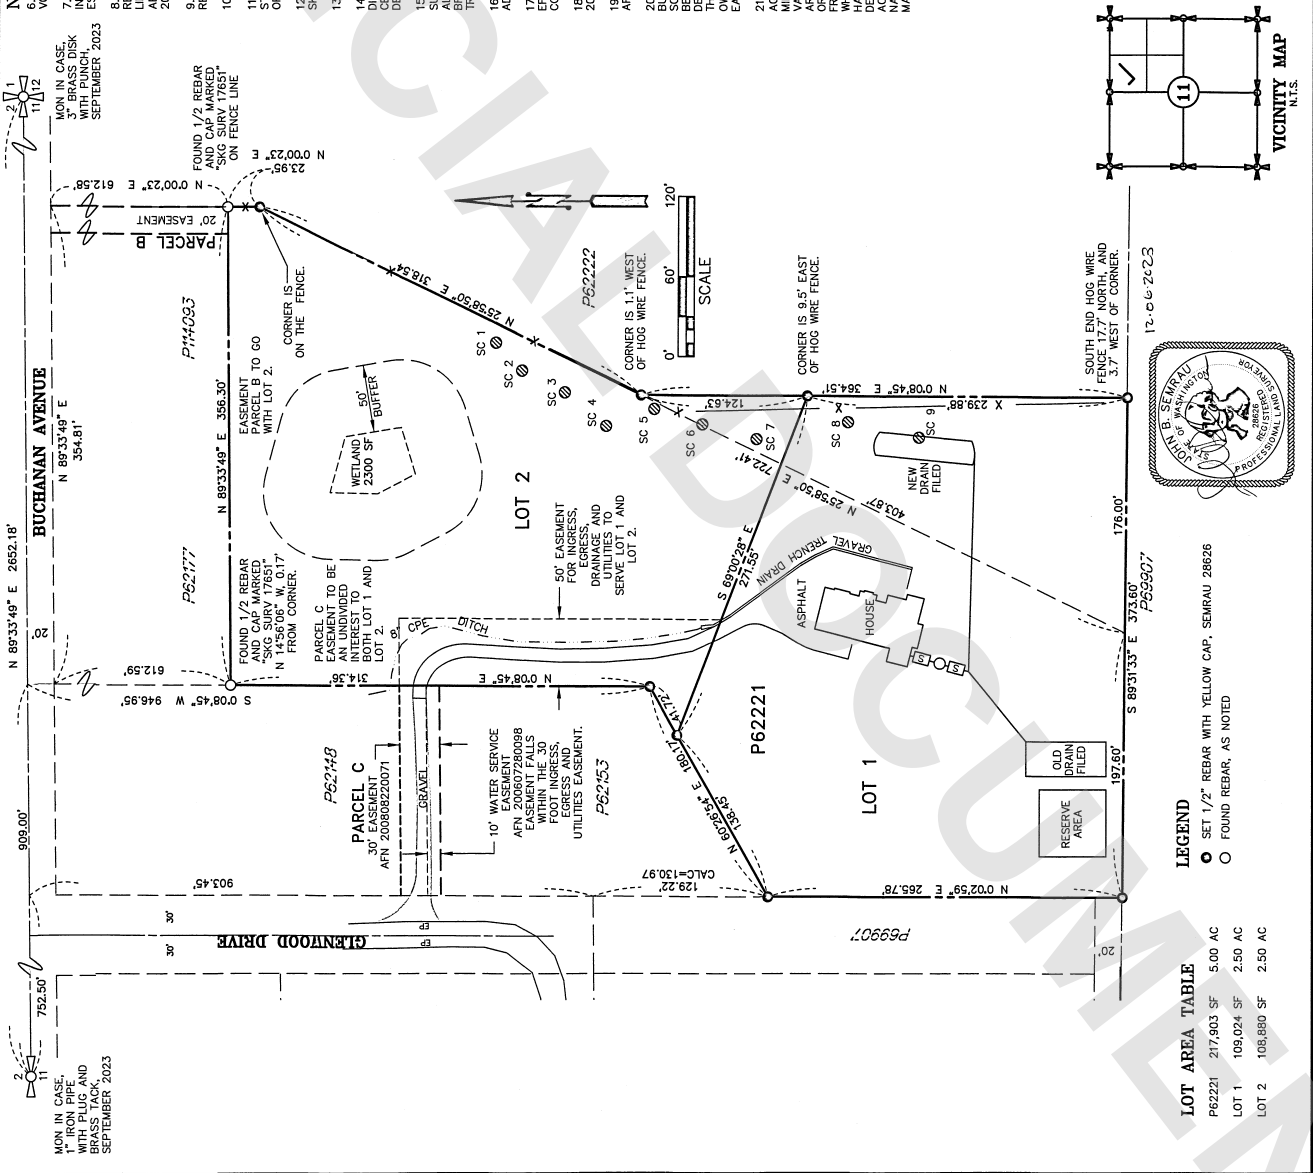 N 89°33'49" E 2652.18'
752.50'
909.00'
2
11
MON IN CASE,
1" IRON PIPE
WITH PLUG AND
BRASS TACK,
SEPTEMBER 2023
2
1
11
12
MON IN CASE,
3" BRASS DISK
WITH PUNCH,
SEPTEMBER 2023
BUCHANAN AVENUE
N 89°33'49" E
354.81'
20'
30'
30'
GLENWOOD DRIVE
EP
EP
903.45'
S 0°08'45" W 946.95'
612.59'
N 0°00'23" E 612.58'
20' EASEMENT
PARCEL B
FOUND 1/2 REBAR
AND CAP MARKED
"SKG SURV 17651"
ON FENCE LINE
N 0°00'23" E
23.95'
P62177
P114093
N 89°33'49" E 356.30'
FOUND 1/2 REBAR
AND CAP MARKED
"SKG SURV 17651"
N 14°56'06" W, 0.17'
FROM CORNER.
EASEMENT
PARCEL B TO GO
WITH LOT 2.
CORNER IS
ON THE FENCE.
PARCEL C
EASEMENT TO BE
AN UNDIVIDED
INTEREST TO
BOTH LOT 1 AND
LOT 2.
WETLAND
2300 SF
50'
BUFFER
318.54'
N 25°58'50" E
P62148
PARCEL C
30' EASEMENT
AFN 200808220071
GRAVEL
8" CPE
DITCH
314.36'
N 0°08'45" E
10' WATER SERVICE
EASEMENT
AFN 200607280098
EASEMENT FALLS
WITHIN THE 30
FOOT INGRESS,
EGRESS AND
UTILITIES EASEMENT.
P62153
LOT 2
50' EASEMENT
FOR INGRESS,
EGRESS,
DRAINAGE AND
UTILITIES TO
SERVE LOT 1 AND
LOT 2.
SC 1
SC 2
SC 3
SC 4
SC 5
SC 6
SC 7
SC 8
SC 9
P62222
CORNER IS 1.1' WEST
OF HOG WIRE FENCE.
0'
60'
120'
SCALE
129.22'
CALC=130.97
41.72'
180.17'
N 60°26'54" E
138.45'
S 69°00'28" E
271.55'
124.63'
722.41'
N 25°58'50" E
403.87'
CORNER IS 9.5' EAST
OF HOG WIRE FENCE.
N 0°08'45" E 364.51'
239.88'
P62221
LOT 1
GRAVEL TRENCH DRAIN
ASPHALT
HOUSE
S
S
NEW
DRAIN
FILED
OLD
DRAIN
FILED
RESERVE
AREA
N 0°02'59" E 265.78'
P69907
20'
197.60'
S 89°31'33" E 373.60'
176.00'
P69907
SOUTH END HOG WIRE
FENCE 17.7' NORTH, AND
3.7' WEST OF CORNER.
LOT AREA TABLE
P62221 217,903 SF 5.00 AC
LOT 1 109,024 SF 2.50 AC
LOT 2 108,880 SF 2.50 AC
LEGEND
SET 1/2" REBAR WITH YELLOW CAP, SEMRAU 28626
FOUND REBAR, AS NOTED
JOHN B. SEMRAU
STATE OF WASHINGTON
28626
REGISTERED
PROFESSIONAL LAND SURVEYOR
12.06.2023
11
VICINITY MAP
N.T.S.